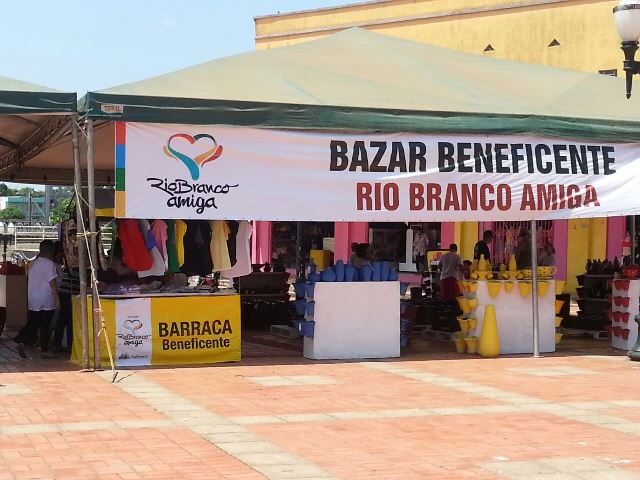 BAZAR BENEFICENTE
RIO BRANCO AMIGA
Rio Branco
amiga
BARRACA
Beneficente
Rio Branco
amiga